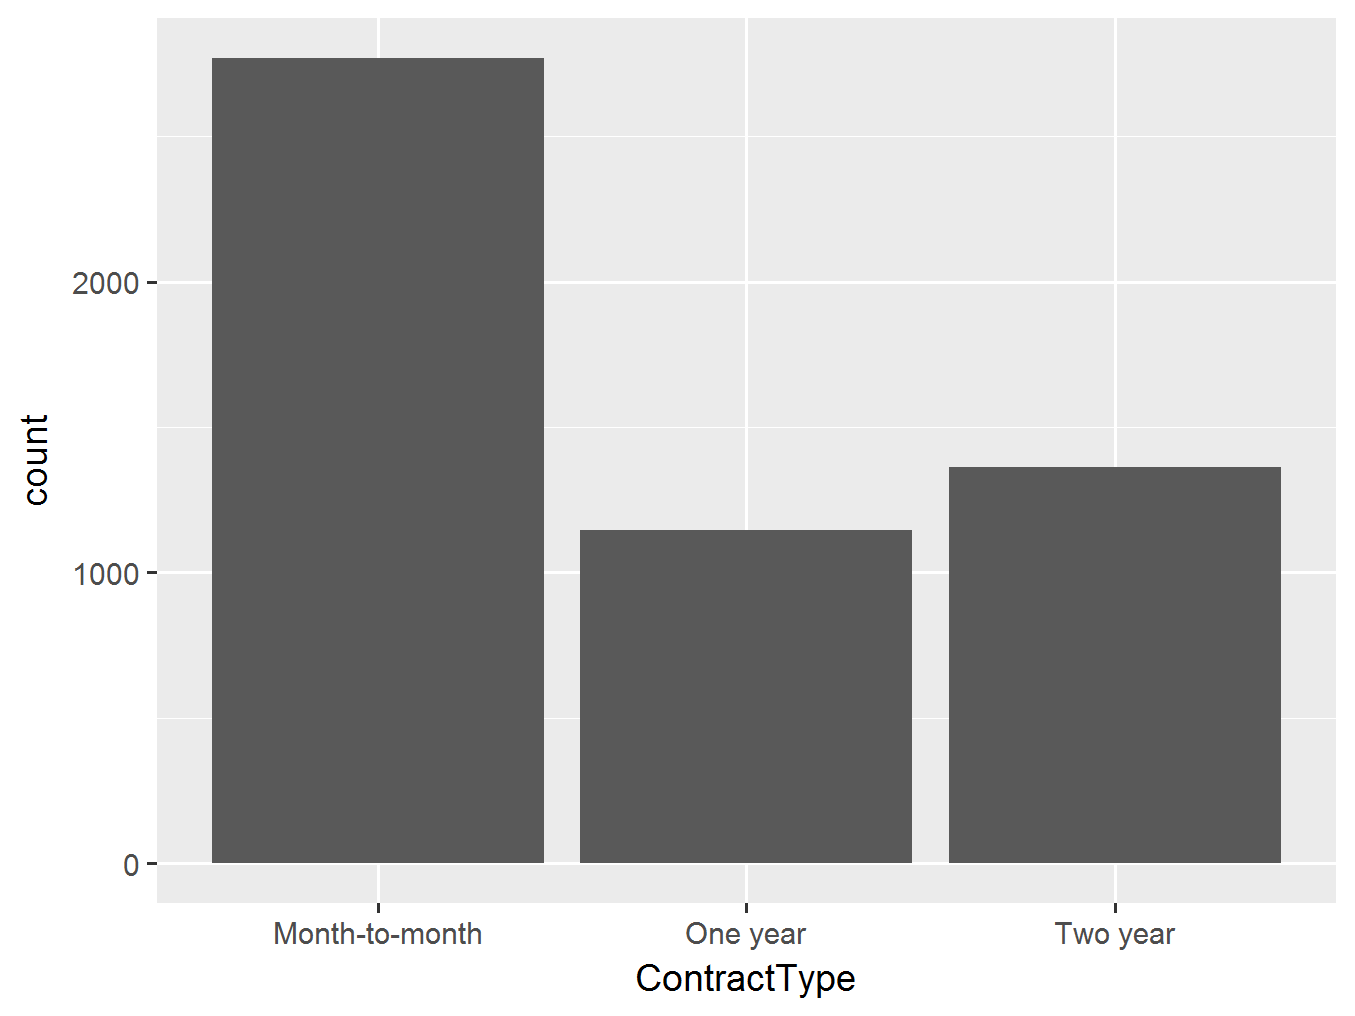 count
2000
1000
0
Month-to-month One year Two year
ContractType